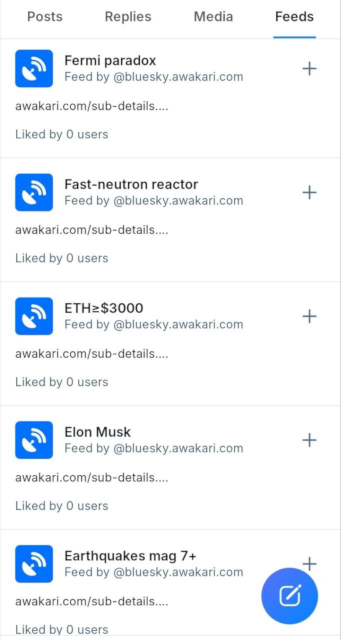 Posts Replies Media Feeds
Fermi paradox
Feed by @bluesky.awakari.com
awakari.com/sub-details....
Liked by 0 users
Fast-neutron reactor
Feed by @bluesky.awakari.com
awakari.com/sub-details....
Liked by 0 users
ETH≥$3000
Feed by @bluesky.awakari.com
awakari.com/sub-details....
Liked by 0 users
Elon Musk
Feed by @bluesky.awakari.com
awakari.com/sub-details....
Liked by 0 users
Earthquakes mag 7+
Feed by @bluesky.awakari.com
awakari.com/sub-details....
Liked by 0 users